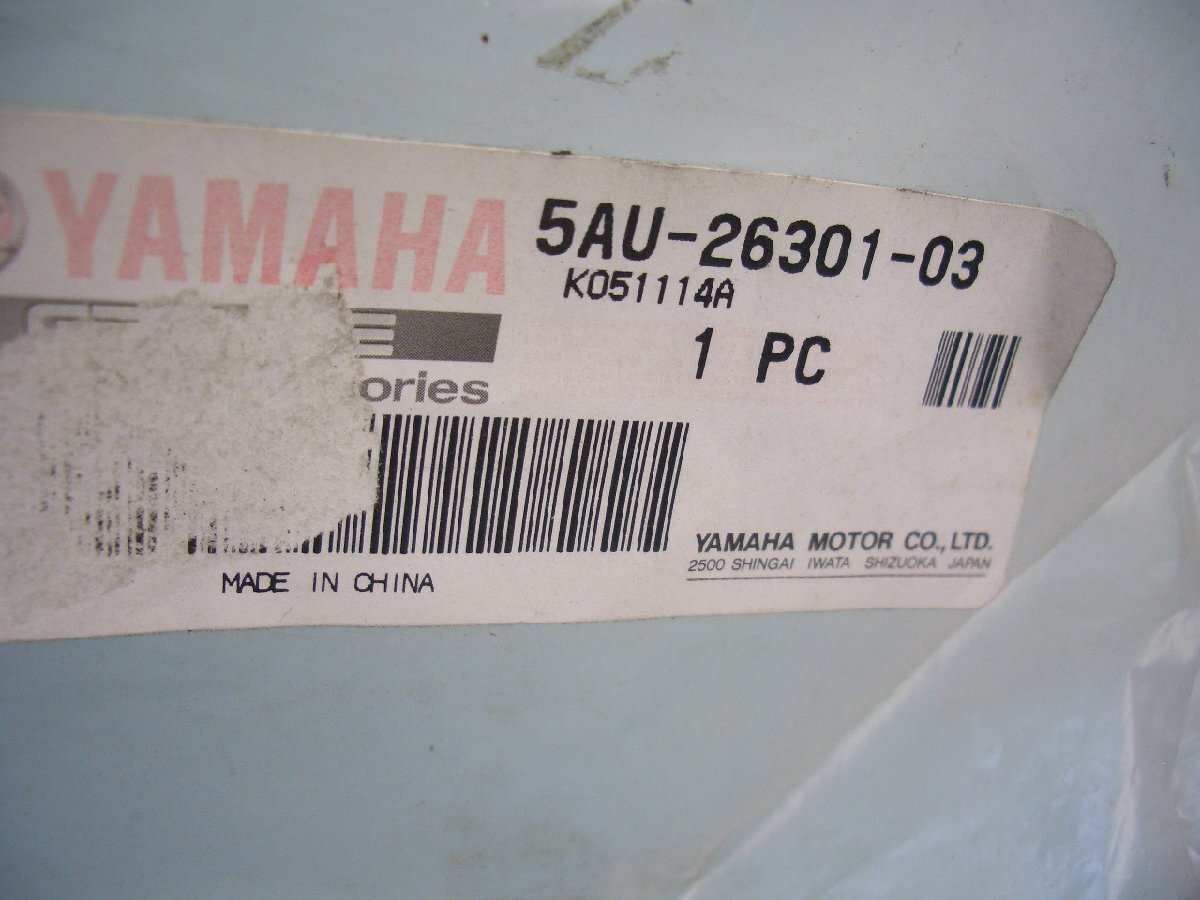 YAMAHA
5AU-26301-03
K051114A
1 PC
MADE IN CHINA
YAMAHA MOTOR CO., LTD.
2500 SHINGAI IWATA SHIZUOKA JAPAN